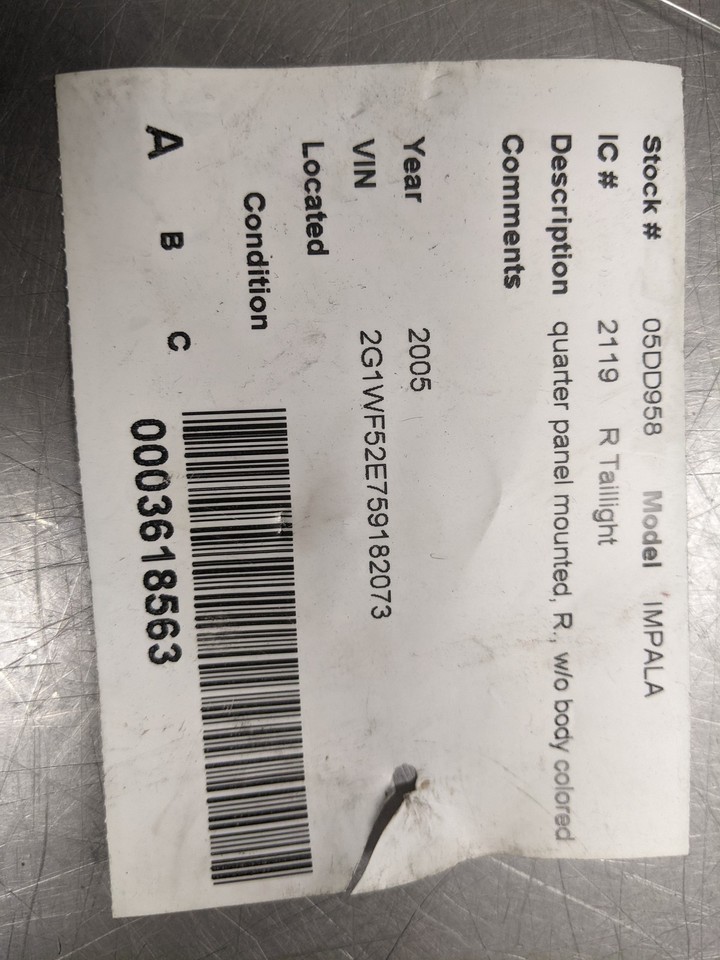 Stock # 05DD958 Model IMPALA
IC # 2119 R Taillight
Description quarter panel mounted, R., w/o body colored
Comments
Year 2005
VIN 2G1WF52E759182073
Located
Condition
A B C
0003618563